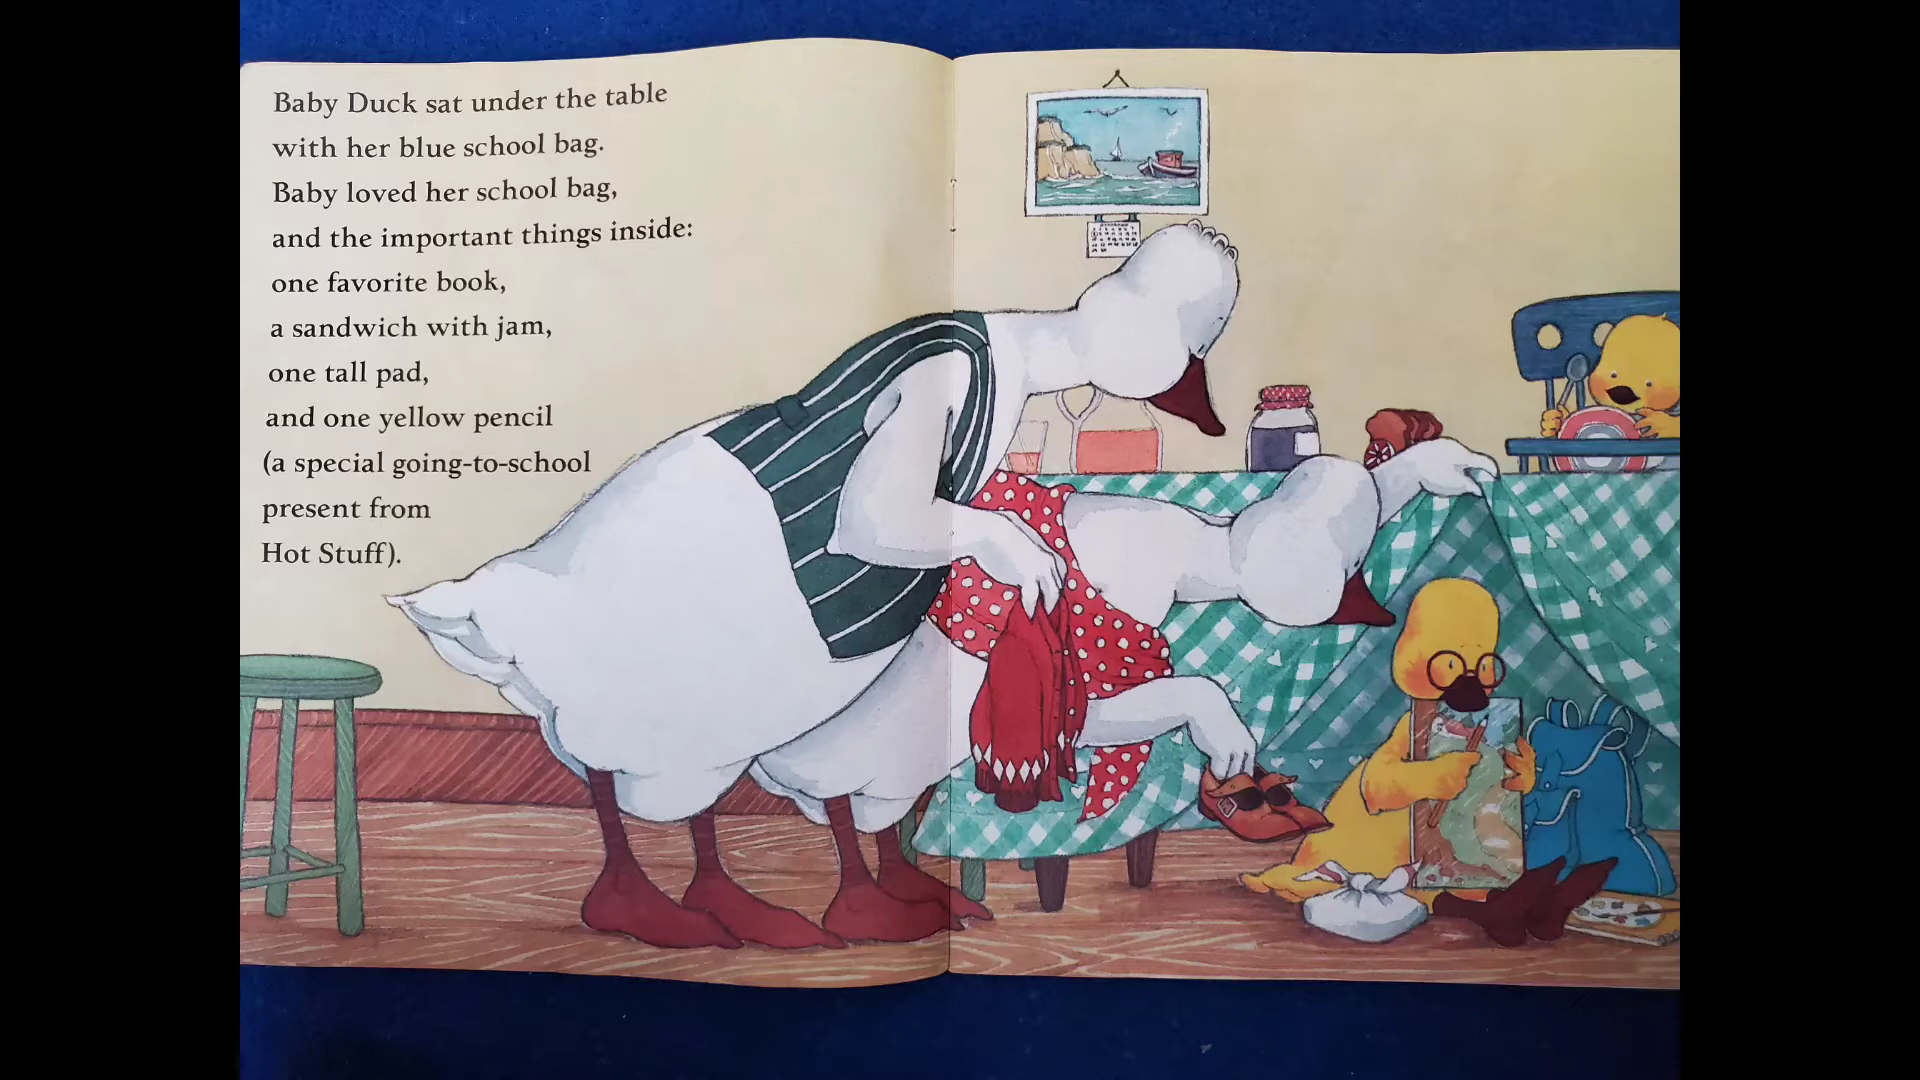 Baby Duck sat under the table
with her blue school bag.
Baby loved her school bag,
and the important things inside:
one favorite book,
a sandwich with jam,
one tall pad,
and one yellow pencil
(a special going-to-school
present from
Hot Stuff).